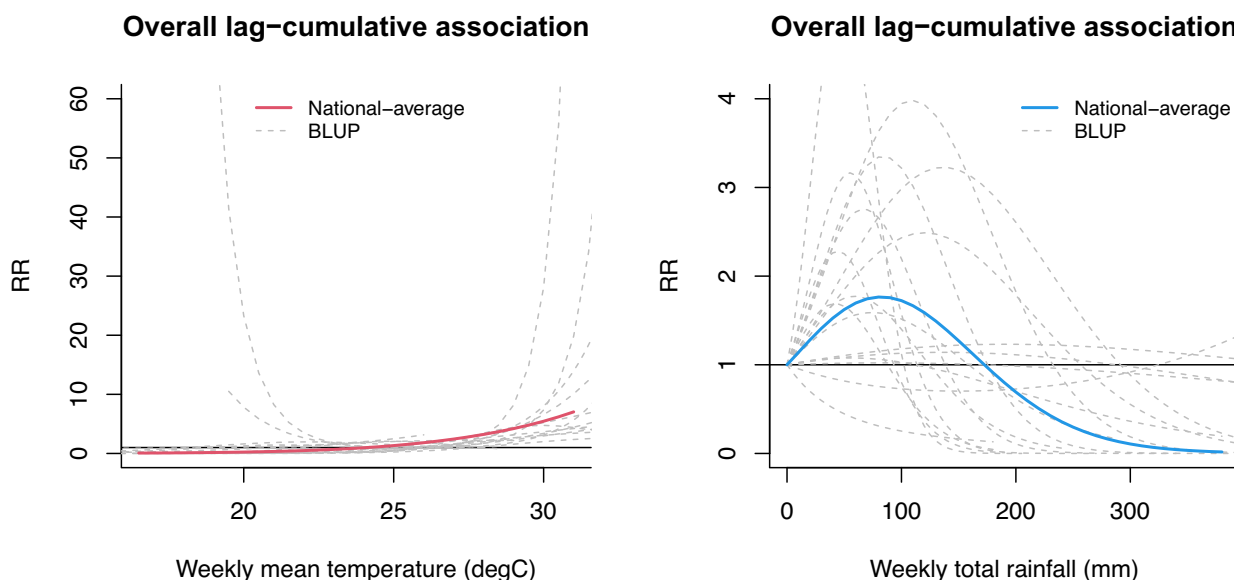 Overall lag−cumulative association
RR
0
10
20
30
40
50
60
National−average
BLUP
20
25
30
Weekly mean temperature (degC)
Overall lag−cumulative association
RR
0
1
2
3
4
National−average
BLUP
0
100
200
300
Weekly total rainfall (mm)